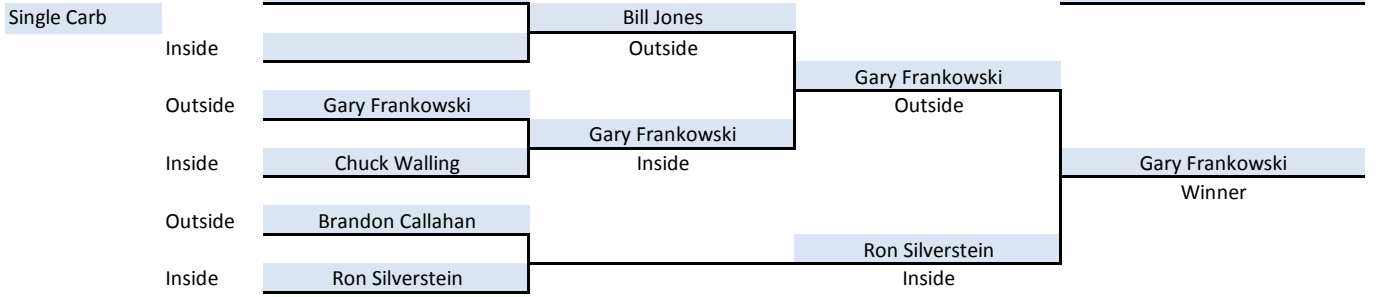 Single Carb
Bill Jones
Inside
Outside
Gary Frankowski
Outside
Gary Frankowski
Outside
Gary Frankowski
Inside
Chuck Walling
Inside
Gary Frankowski
Winner
Outside
Brandon Callahan
Ron Silverstein
Inside
Ron Silverstein
Inside